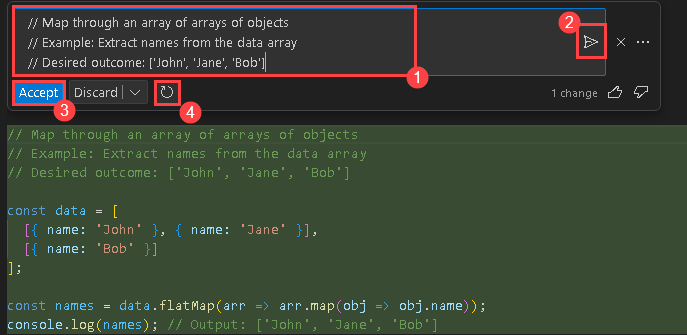 // Map through an array of arrays of objects
// Example: Extract names from the data array
// Desired outcome: ['John', 'Jane', 'Bob']
2
1
Accept
Discard
3
4
1 change
// Map through an array of arrays of objects
// Example: Extract names from the data array
// Desired outcome: ['John', 'Jane', 'Bob']
const data = [
[{ name: 'John' }, { name: 'Jane' }],
[{ name: 'Bob' }]
];
const names = data.flatMap(arr => arr.map(obj => obj.name));
console.log(names); // Output: ['John', 'Jane', 'Bob']